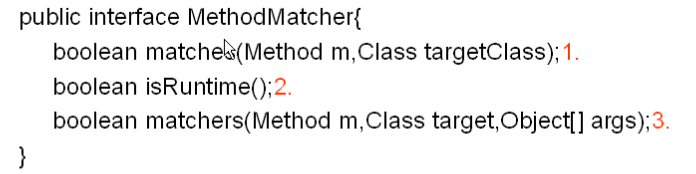 public interface MethodMatcher{
boolean matches(Method m,Class targetClass);1.
boolean isRuntime();2.
boolean matchers(Method m,Class target,Object[] args);3.
}